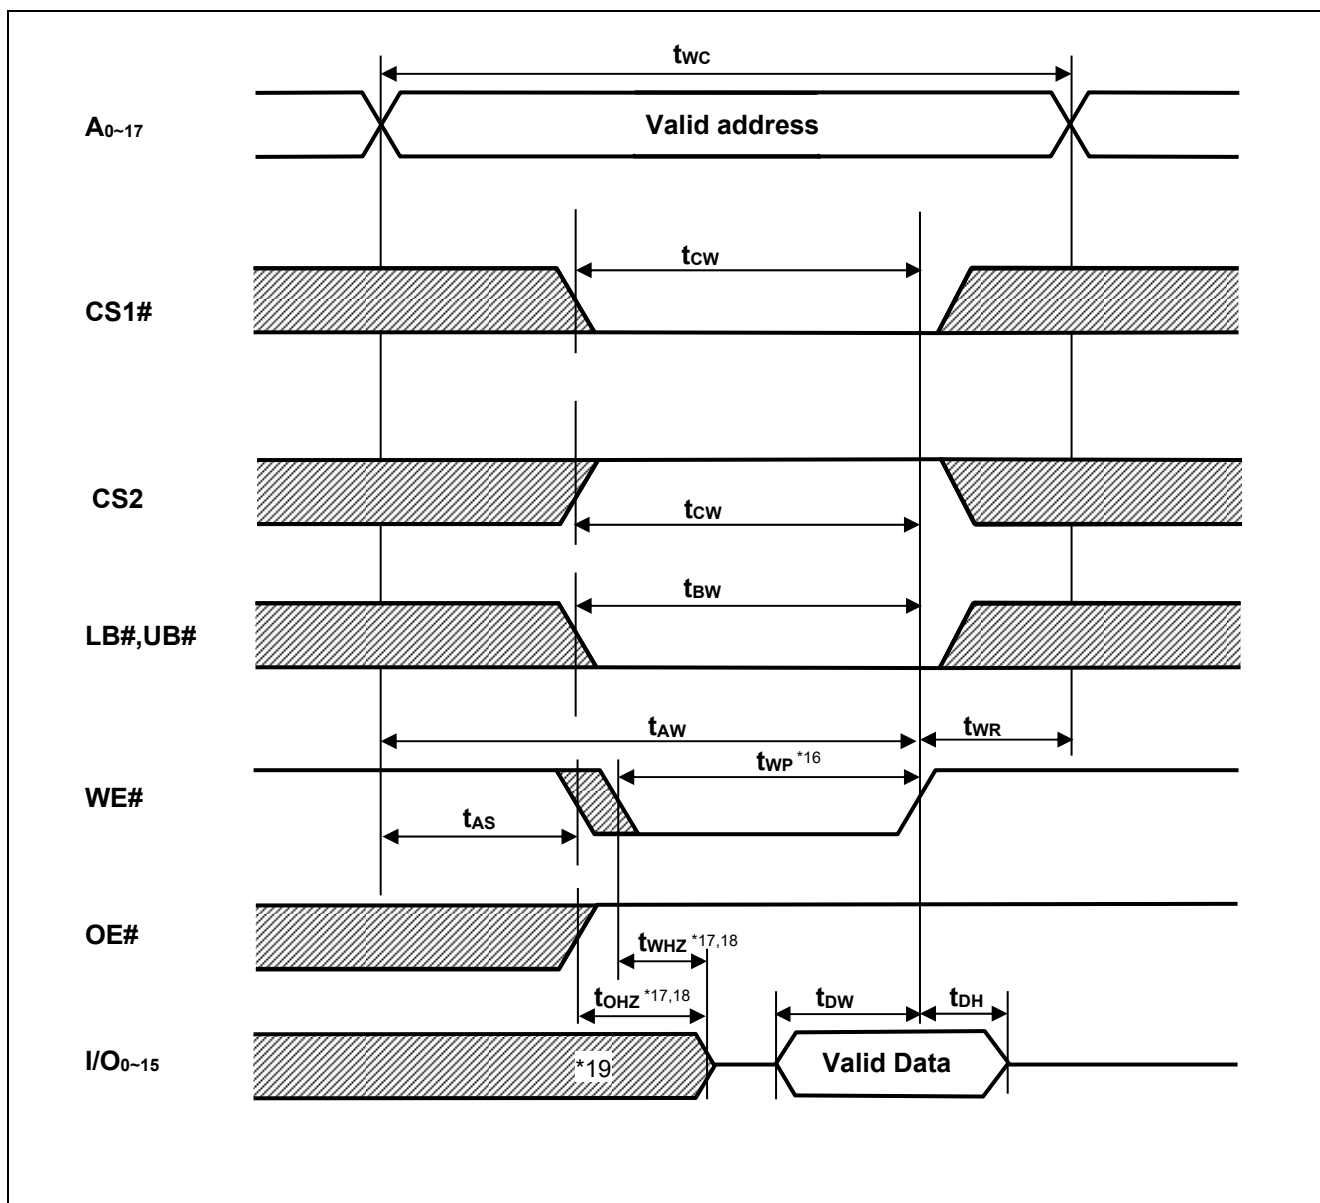 tWC
A0~17
Valid address
tCW
CS1#
CS2
tCW
tBW
LB#,UB#
tAW
tWR
tWP *16
WE#
tAS
OE#
tWHZ *17,18
tOHZ *17,18
tDW
tDH
I/O0~15
*19
Valid Data